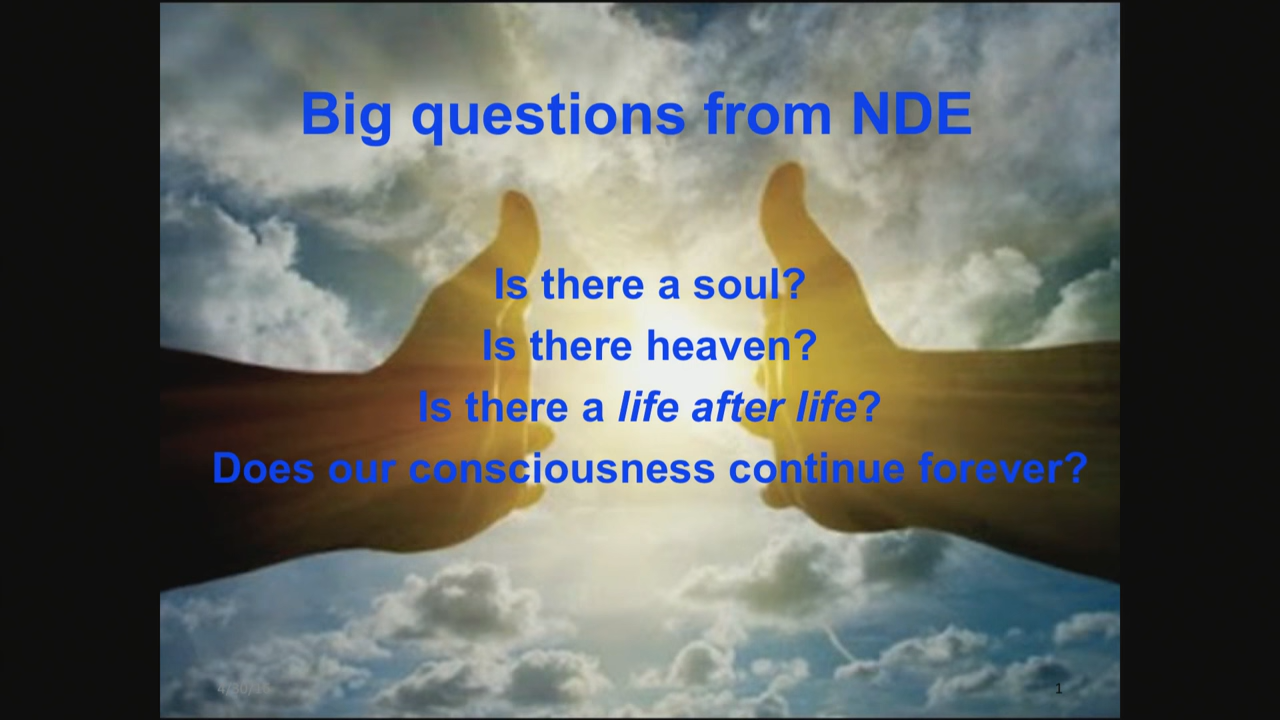 Big questions from NDE
Is there a soul?
Is there heaven?
Is there a life after life?
Does our consciousness continue forever?
1